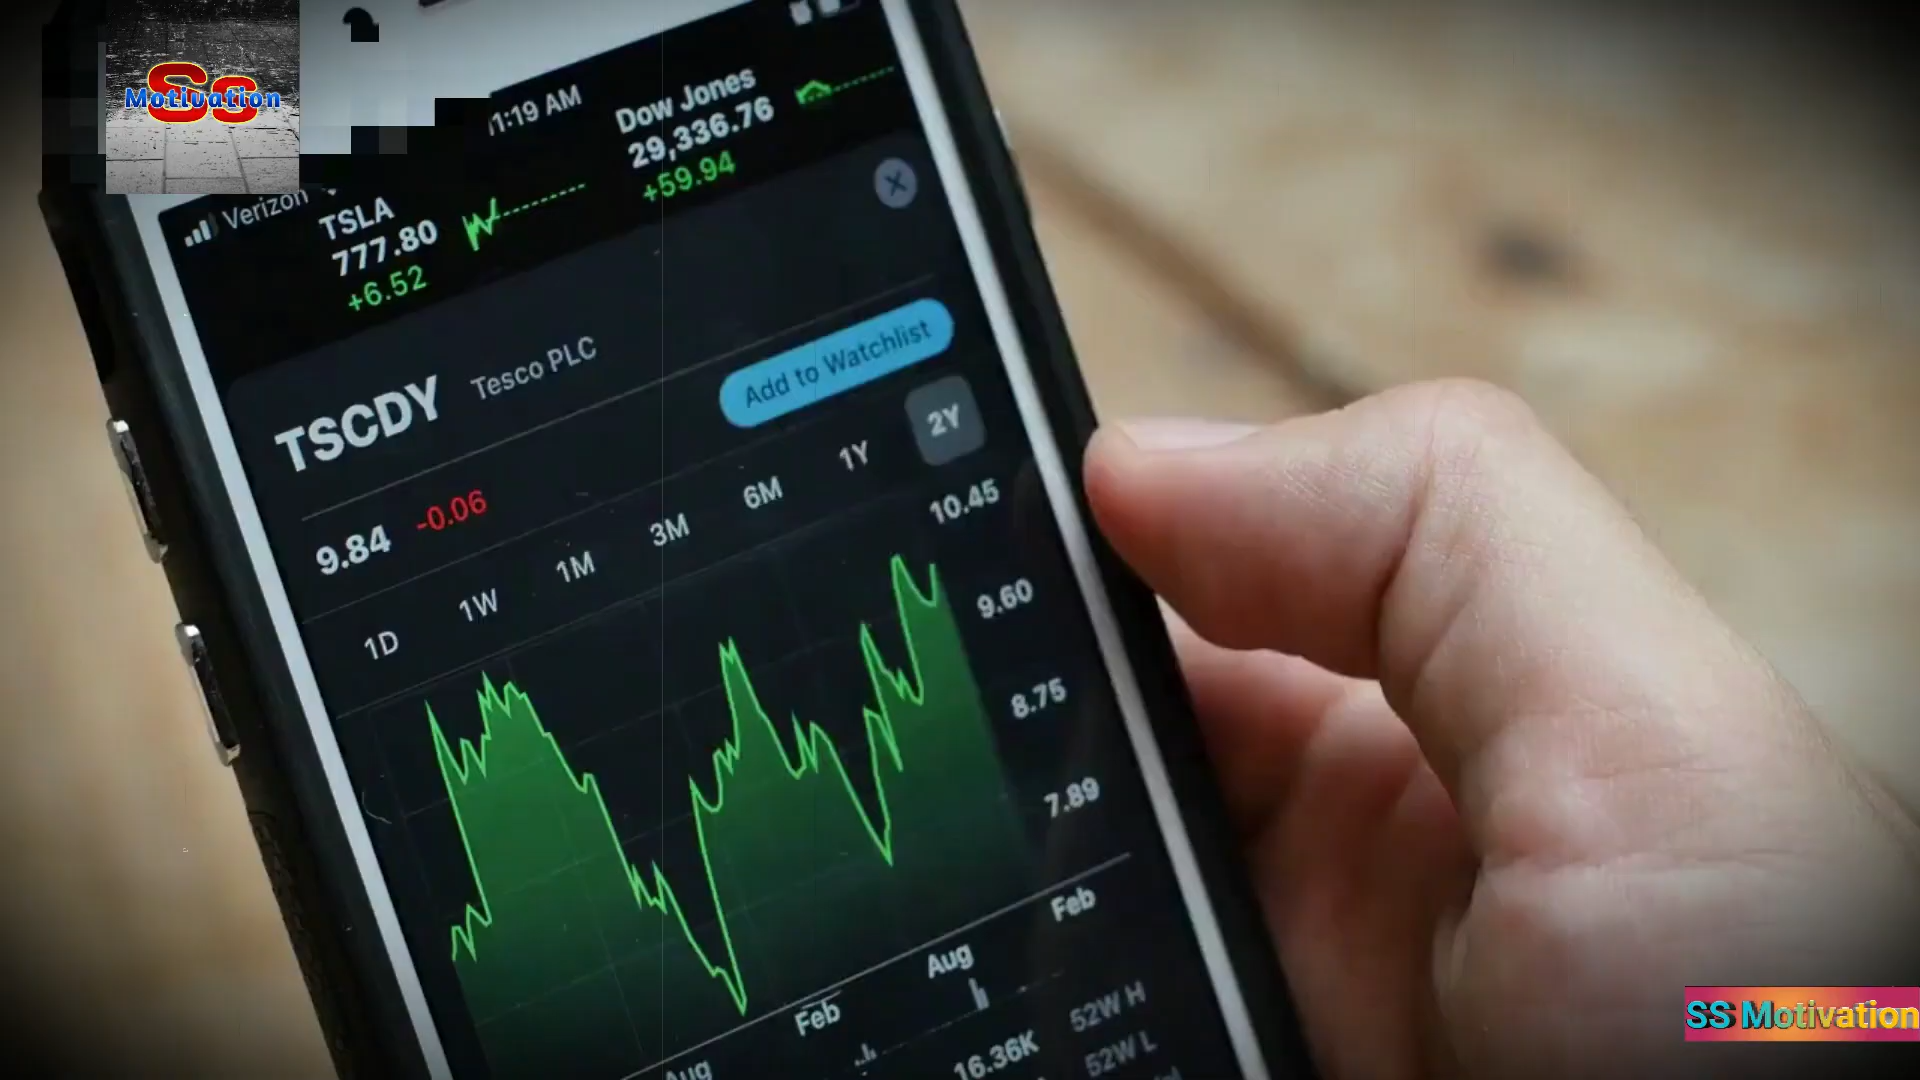 Ss
Motivation
1:19 AM
Verizon
TSLA
777.80
+6.52
Dow Jones
29,336.76
+59.94
TSCDY Tesco PLC
Add to Watchlist
9.84 -0.06
1D 1W 1M 3M 6M 1Y 2Y
10.45
9.60
8.75
7.89
Aug Feb Aug Feb
16.36K
52W H
52W L
SS Motivation